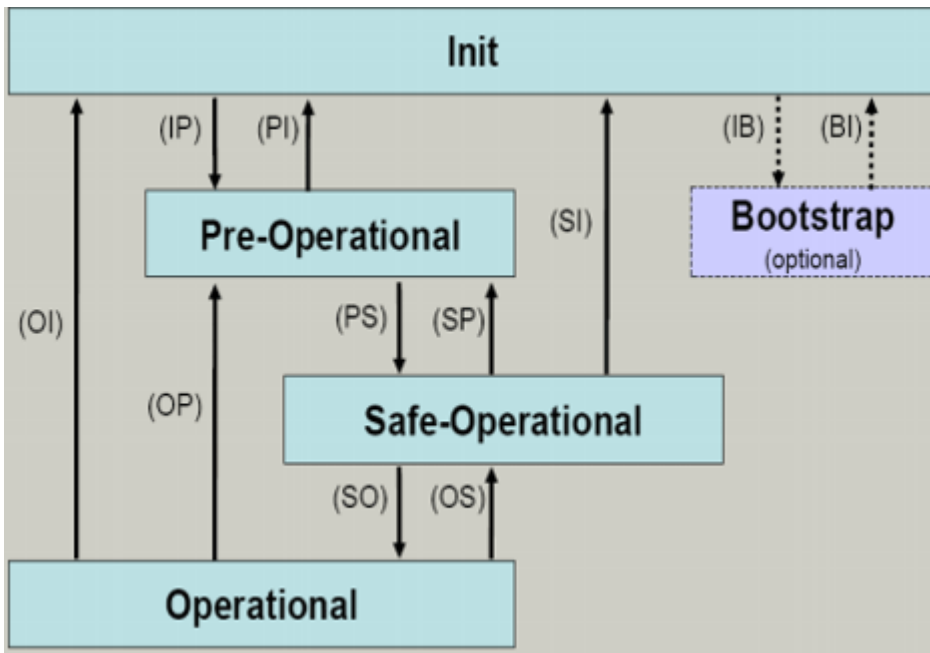 Init
(IP)
(PI)
(IB)
(BI)
Pre-Operational
(SI)
Bootstrap
(optional)
(OI)
(PS)
(SP)
(OP)
Safe-Operational
(SO)
(OS)
Operational